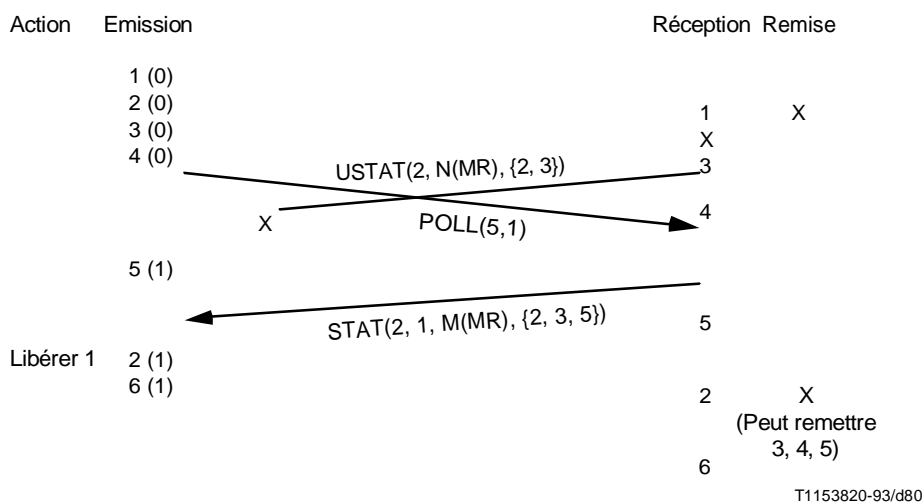 Action Emission Réception Remise
1 (0)
2 (0)
3 (0)
4 (0)
1 X
X
3
USTAT(2, N(MR), {2, 3})
X
POLL(5,1)
4
5 (1)
STAT(2, 1, M(MR), {2, 3, 5})
5
Libérer 1 2 (1)
6 (1)
2 X
(Peut remettre
3, 4, 5)
6
T1153820-93/d80